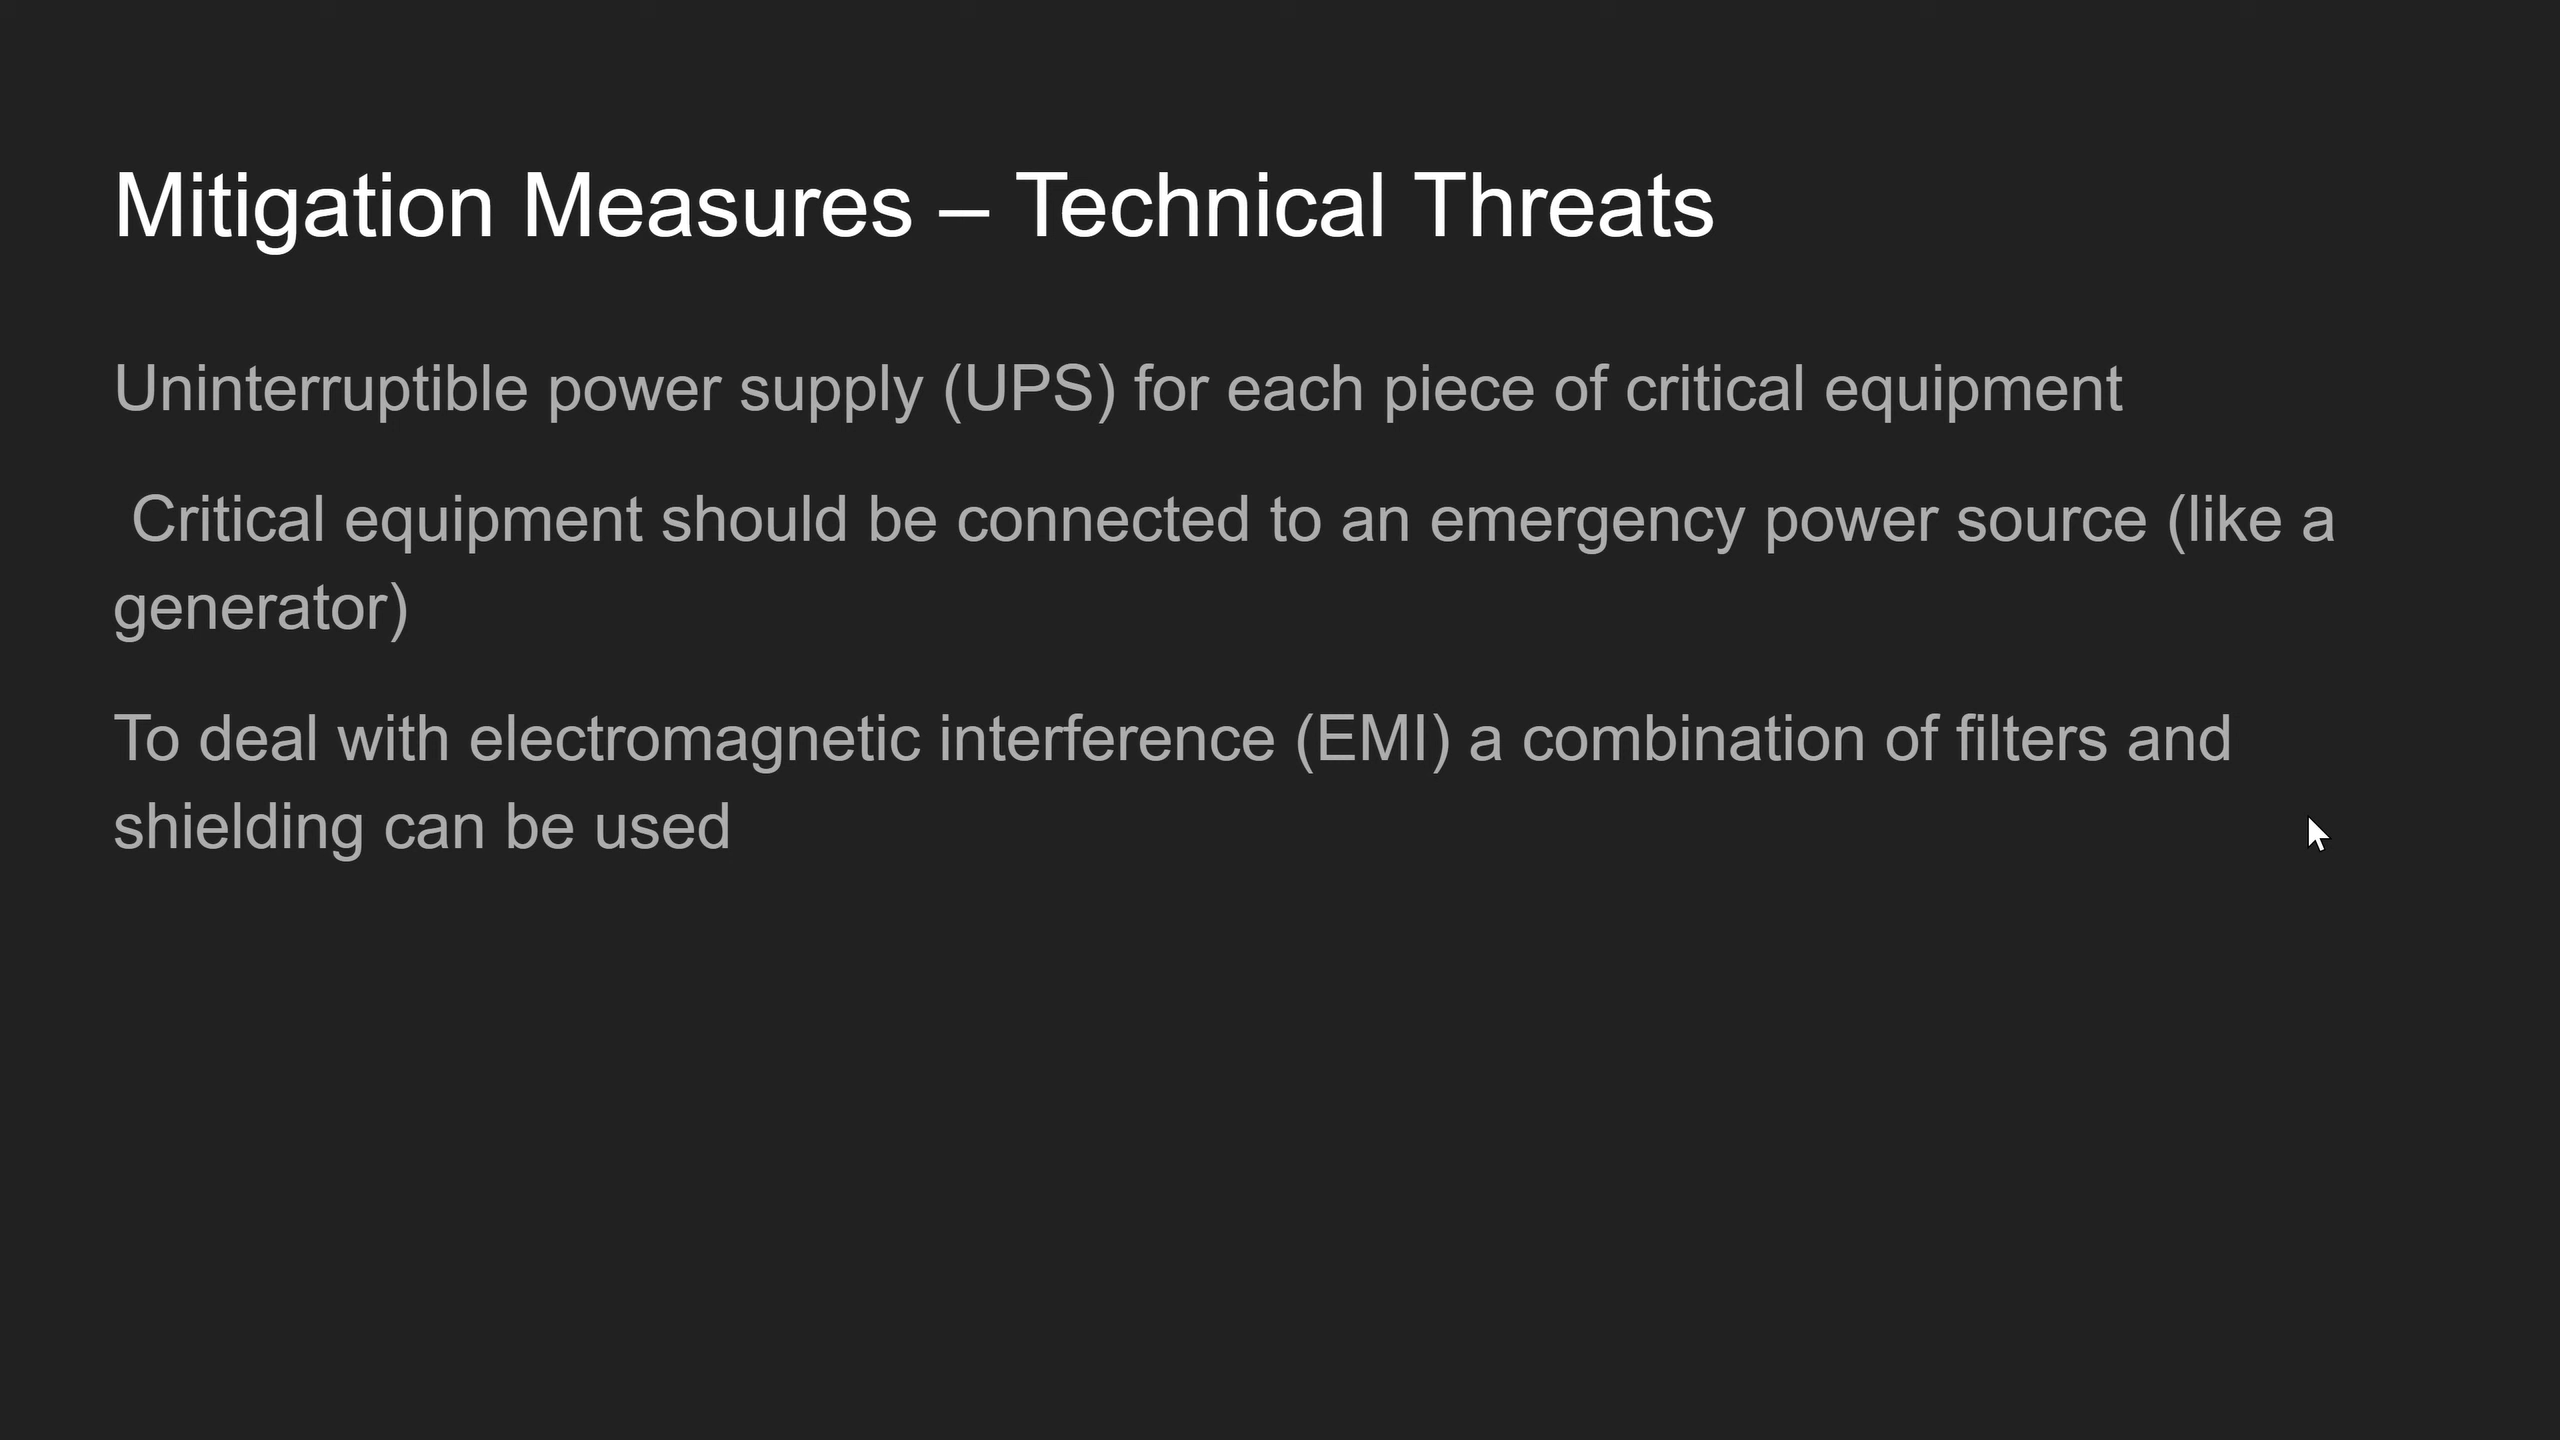 Mitigation Measures – Technical Threats
Uninterruptible power supply (UPS) for each piece of critical equipment
Critical equipment should be connected to an emergency power source (like a
generator)
To deal with electromagnetic interference (EMI) a combination of filters and
shielding can be used